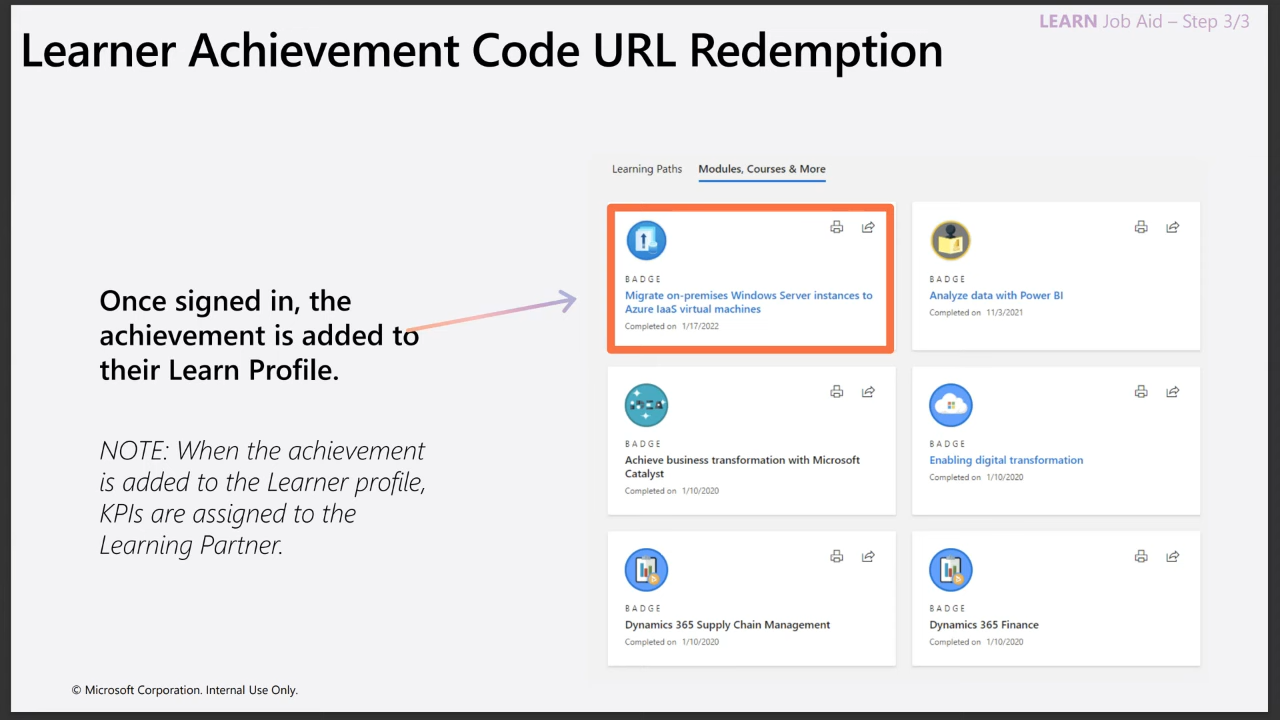 LEARN Job Aid – Step 3/3
Learner Achievement Code URL Redemption
Once signed in, the
achievement is added to
their Learn Profile.
NOTE: When the achievement
is added to the Learner profile,
KPIs are assigned to the
Learning Partner.
Learning Paths Modules, Courses & More
BADGE
Migrate on-premises Windows Server instances to
Azure IaaS virtual machines
Completed on 1/17/2022
BADGE
Analyze data with Power BI
Completed on 11/3/2021
BADGE
Achieve business transformation with Microsoft
Catalyst
Completed on 1/10/2020
BADGE
Enabling digital transformation
Completed on 1/10/2020
BADGE
Dynamics 365 Supply Chain Management
Completed on 1/10/2020
BADGE
Dynamics 365 Finance
Completed on 1/10/2020
© Microsoft Corporation. Internal Use Only.